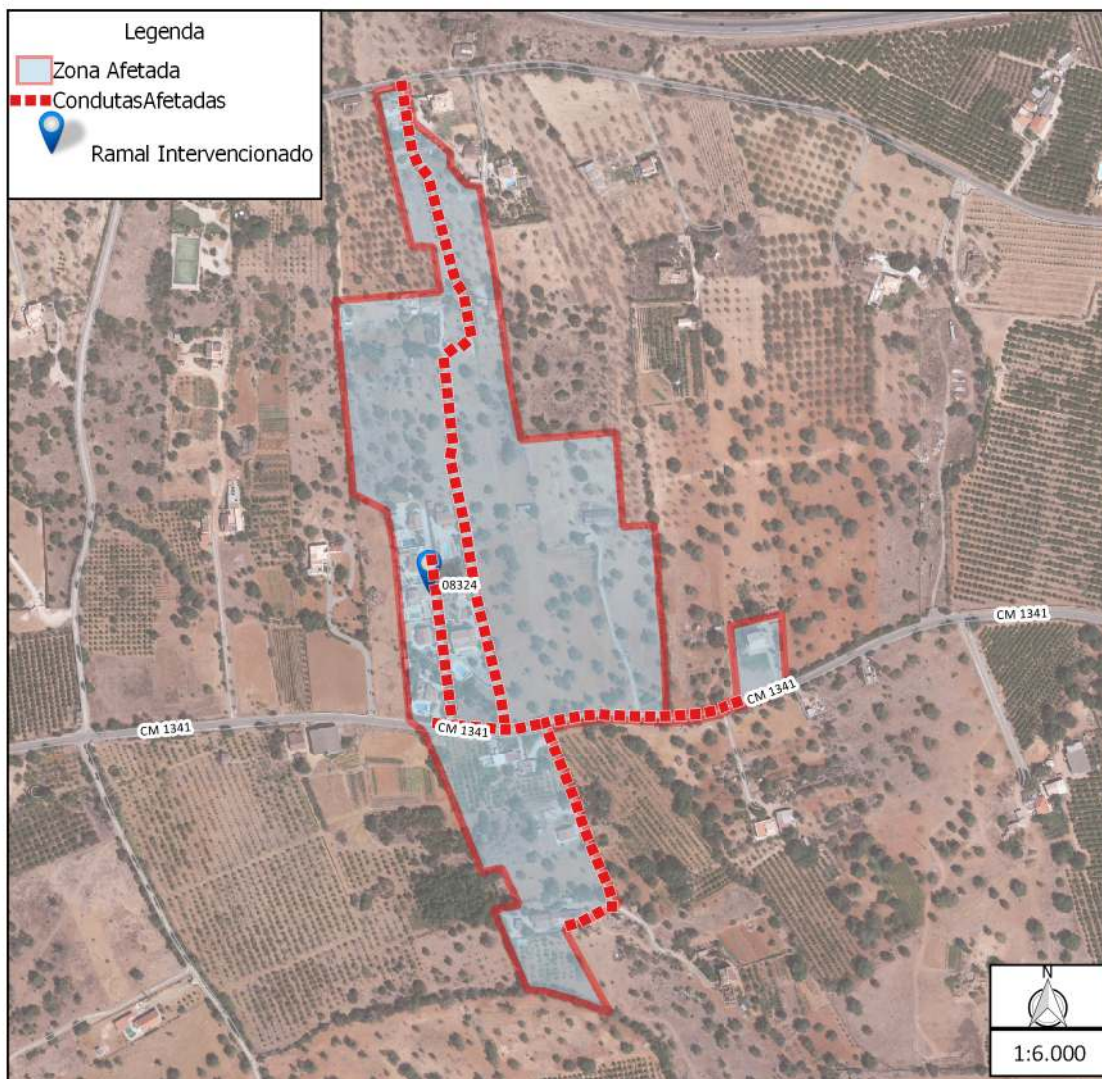 Legenda
Zona Afetada
CondutasAfetadas
Ramal Intervencionado
08324
CM 1341
CM 1341
CM 1341
CM 1341
N
1:6.000